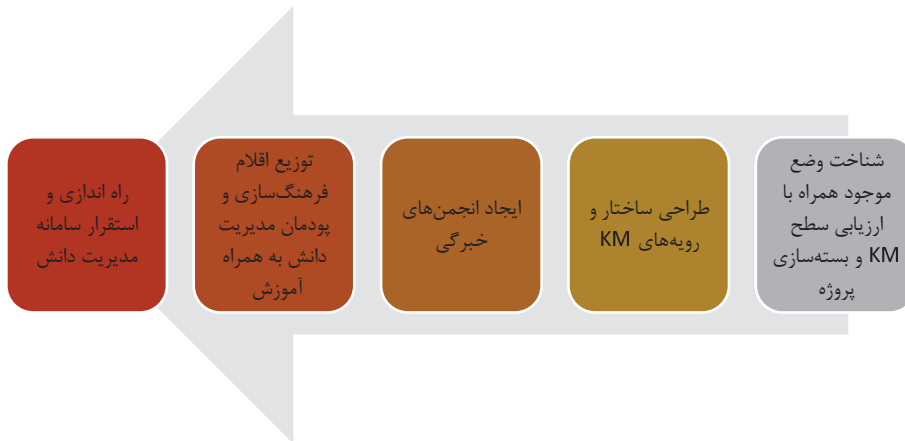 شناخت وضع
موجود همراه با
ارزیابی سطح
KM و بسته‌سازی
پروژه
طراحی ساختار و
رویه‌های KM
ایجاد انجمن‌های
خبرگی
توزیع اقلام
فرهنگ‌سازی و
پودمان مدیریت
دانش به همراه
آموزش
راه اندازی و
استقرار سامانه
مدیریت دانش